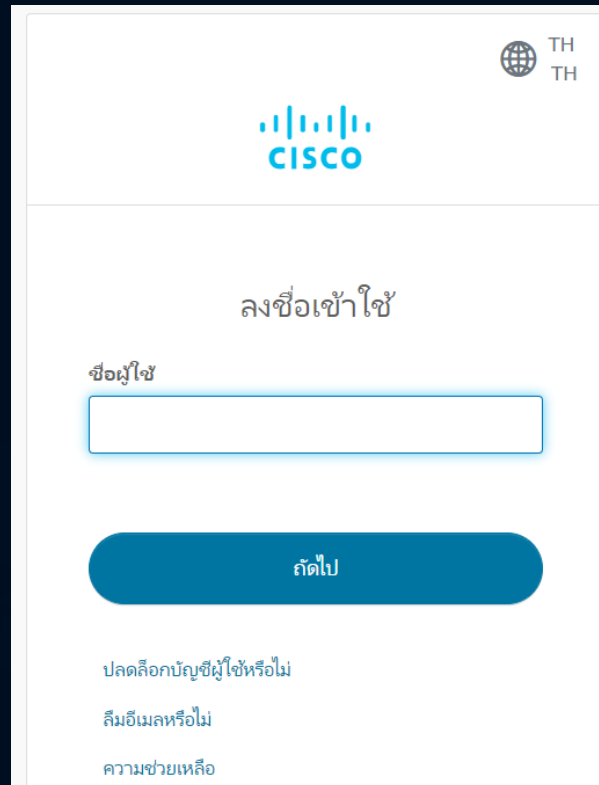 TH
TH
CISCO
ลงชื่อเข้าใช้
ชื่อผู้ใช้
ถัดไป
ปลดล็อกบัญชีผู้ใช้หรือไม่
ลืมอีเมลหรือไม่
ความช่วยเหลือ